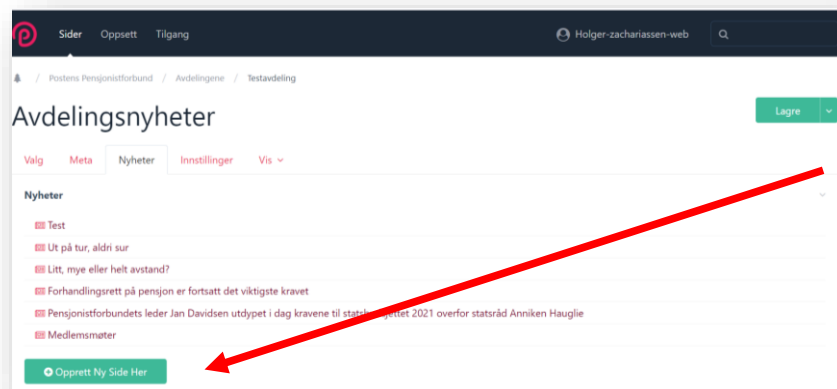 Sider Oppsett Tilgang Holger-zachariassen-web
/ Postens Pensjonistforbund / Avdelingene / Testavdeling
Avdelingsnyheter
Lagre
Valg Meta Nyheter Innstillinger Vis
Nyheter
Test
Ut på tur, aldri sur
Litt, mye eller helt avstand?
Forhandlingsrett på pensjon er fortsatt det viktigste kravet
Pensjonistforbundets leder Jan Davidsen utdypet i dag kravene til 2021 overfor statsråd Anniken Hauglie
Medlemsmøter
Opprett Ny Side Her